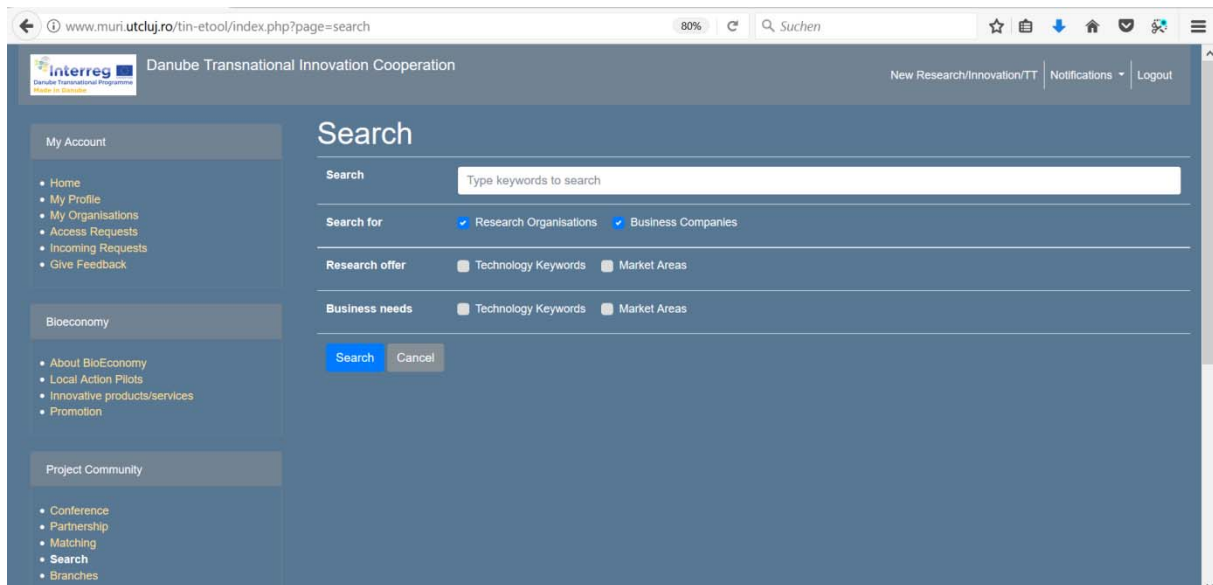 www.muri.utcluj.ro/tin-etool/index.php?page=search
80%
Suchen
Interreg
Danube Transnational Programme
Made in Danube
Danube Transnational Innovation Cooperation
New Research/Innovation/TT
Notifications
Logout
My Account
Home
My Profile
My Organisations
Access Requests
Incoming Requests
Give Feedback
Bioeconomy
About BioEconomy
Local Action Pilots
Innovative products/services
Promotion
Project Community
Conference
Partnership
Matching
Search
Branches
Search
Search
Type keywords to search
Search for
Research Organisations
Business Companies
Research offer
Technology Keywords
Market Areas
Business needs
Technology Keywords
Market Areas
Search
Cancel